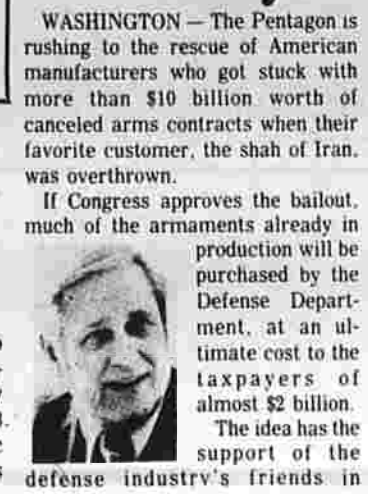 WASHINGTON — The Pentagon is
rushing to the rescue of American
manufacturers who got stuck with
more than $10 billion worth of
canceled arms contracts when their
favorite customer, the shah of Iran,
was overthrown.
If Congress approves the bailout,
much of the armaments already in
production will be
purchased by the
Defense Depart-
ment, at an ul-
timate cost to the
taxpayers of
almost $2 billion.
The idea has the
support of the
defense industry's friends in